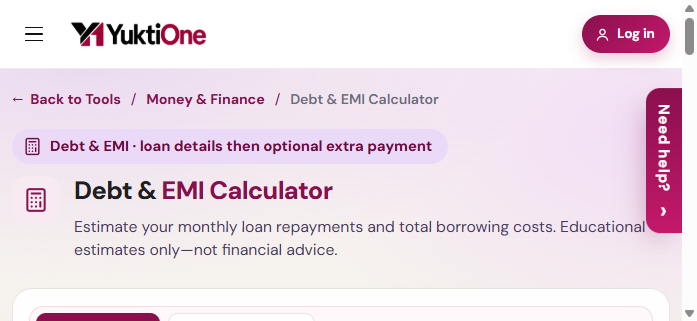 YuktiOne
Log in
← Back to Tools / Money & Finance / Debt & EMI Calculator
Need help? ›
Debt & EMI · loan details then optional extra payment
Debt & EMI Calculator
Estimate your monthly loan repayments and total borrowing costs. Educational
estimates only—not financial advice.